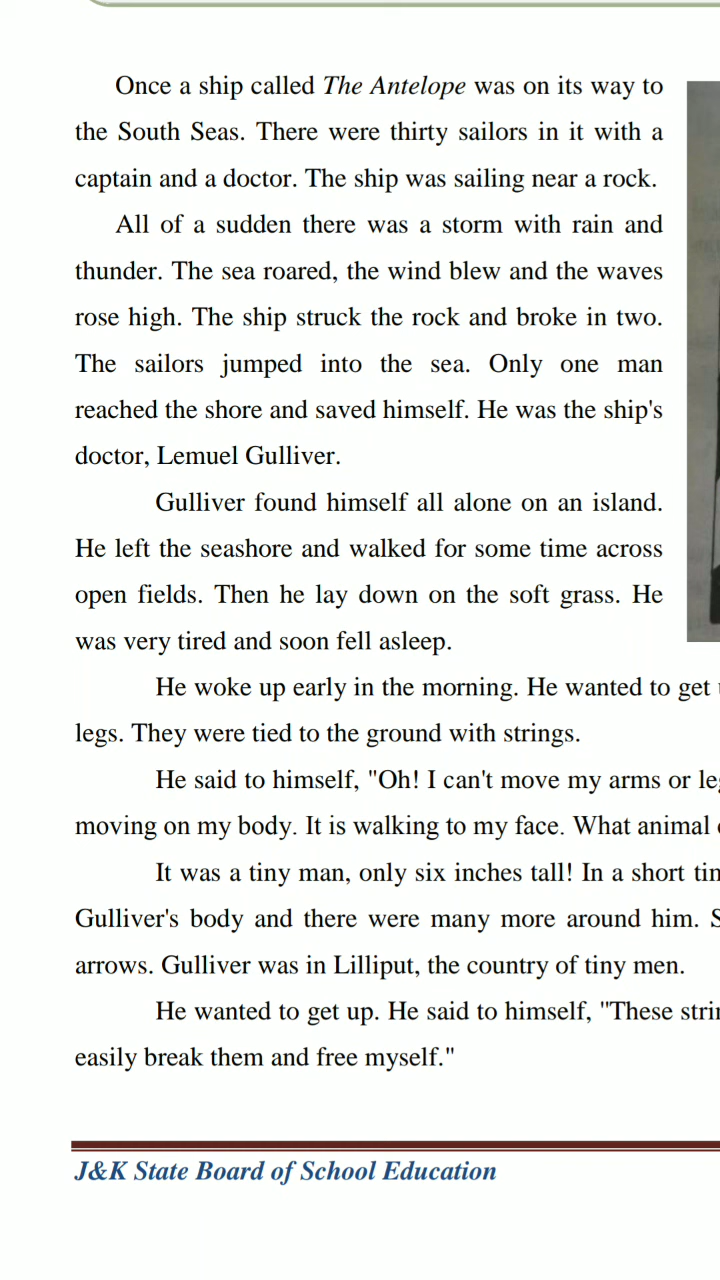 Once a ship called The Antelope was on its way to
the South Seas. There were thirty sailors in it with a
captain and a doctor. The ship was sailing near a rock.
All of a sudden there was a storm with rain and
thunder. The sea roared, the wind blew and the waves
rose high. The ship struck the rock and broke in two.
The sailors jumped into the sea. Only one man
reached the shore and saved himself. He was the ship's
doctor, Lemuel Gulliver.
Gulliver found himself all alone on an island.
He left the seashore and walked for some time across
open fields. Then he lay down on the soft grass. He
was very tired and soon fell asleep.
He woke up early in the morning. He wanted to get
legs. They were tied to the ground with strings.
He said to himself, "Oh! I can't move my arms or
moving on my body. It is walking to my face. What animal
It was a tiny man, only six inches tall! In a short
Gulliver's body and there were many more around him.
arrows. Gulliver was in Lilliput, the country of tiny men.
He wanted to get up. He said to himself, "These
easily break them and free myself."
J&K State Board of School Education